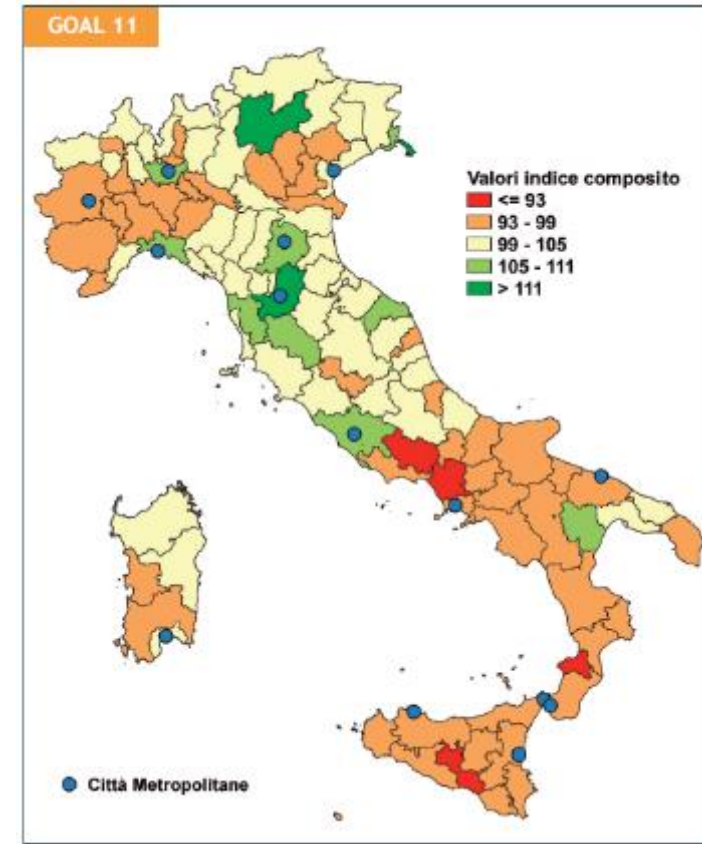 GOAL 11
Valori indice composito
<= 93
93 - 99
99 - 105
105 - 111
> 111
Città Metropolitane